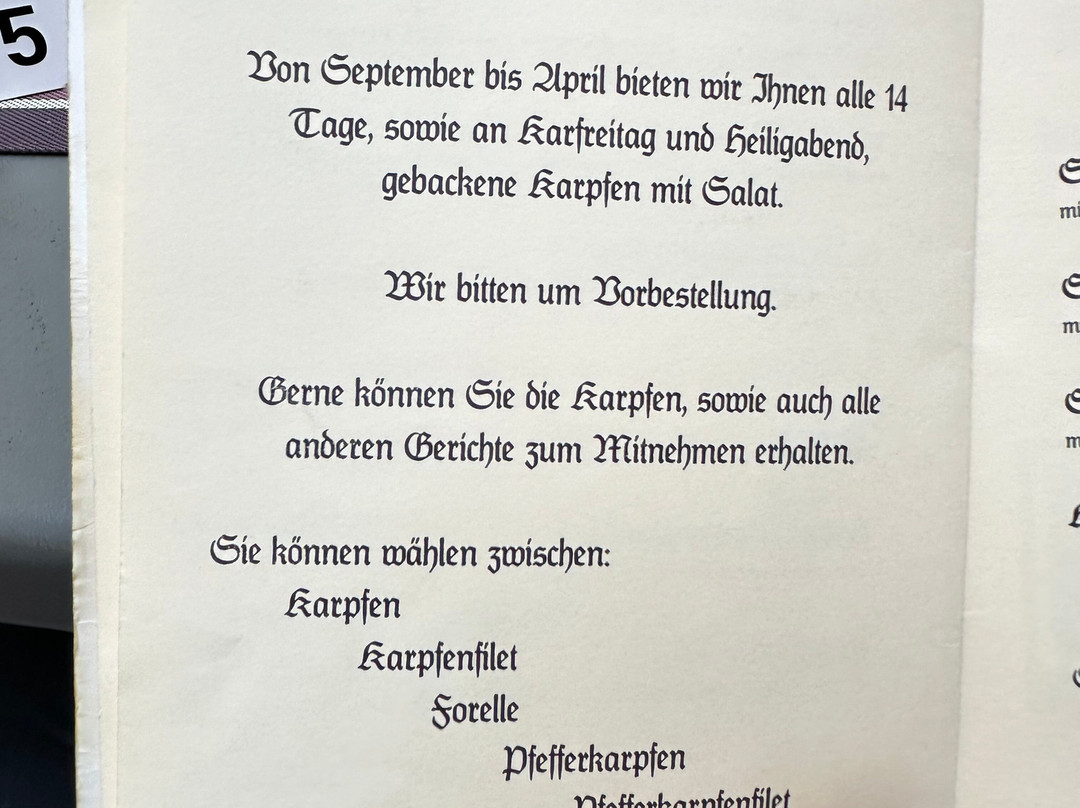 5
Von September bis April bieten wir Ihnen alle 14
Tage, sowie an Karfreitag und Heiligabend,
gebackene Karpfen mit Salat.
Wir bitten um Vorbestellung.
Gerne können Sie die Karpfen, sowie auch alle
anderen Gerichte zum Mitnehmen erhalten.
Sie können wählen zwischen:
Karpfen
Karpfenfilet
Forelle
Pfefferkarpfen
Pfefferkarpfenfilet